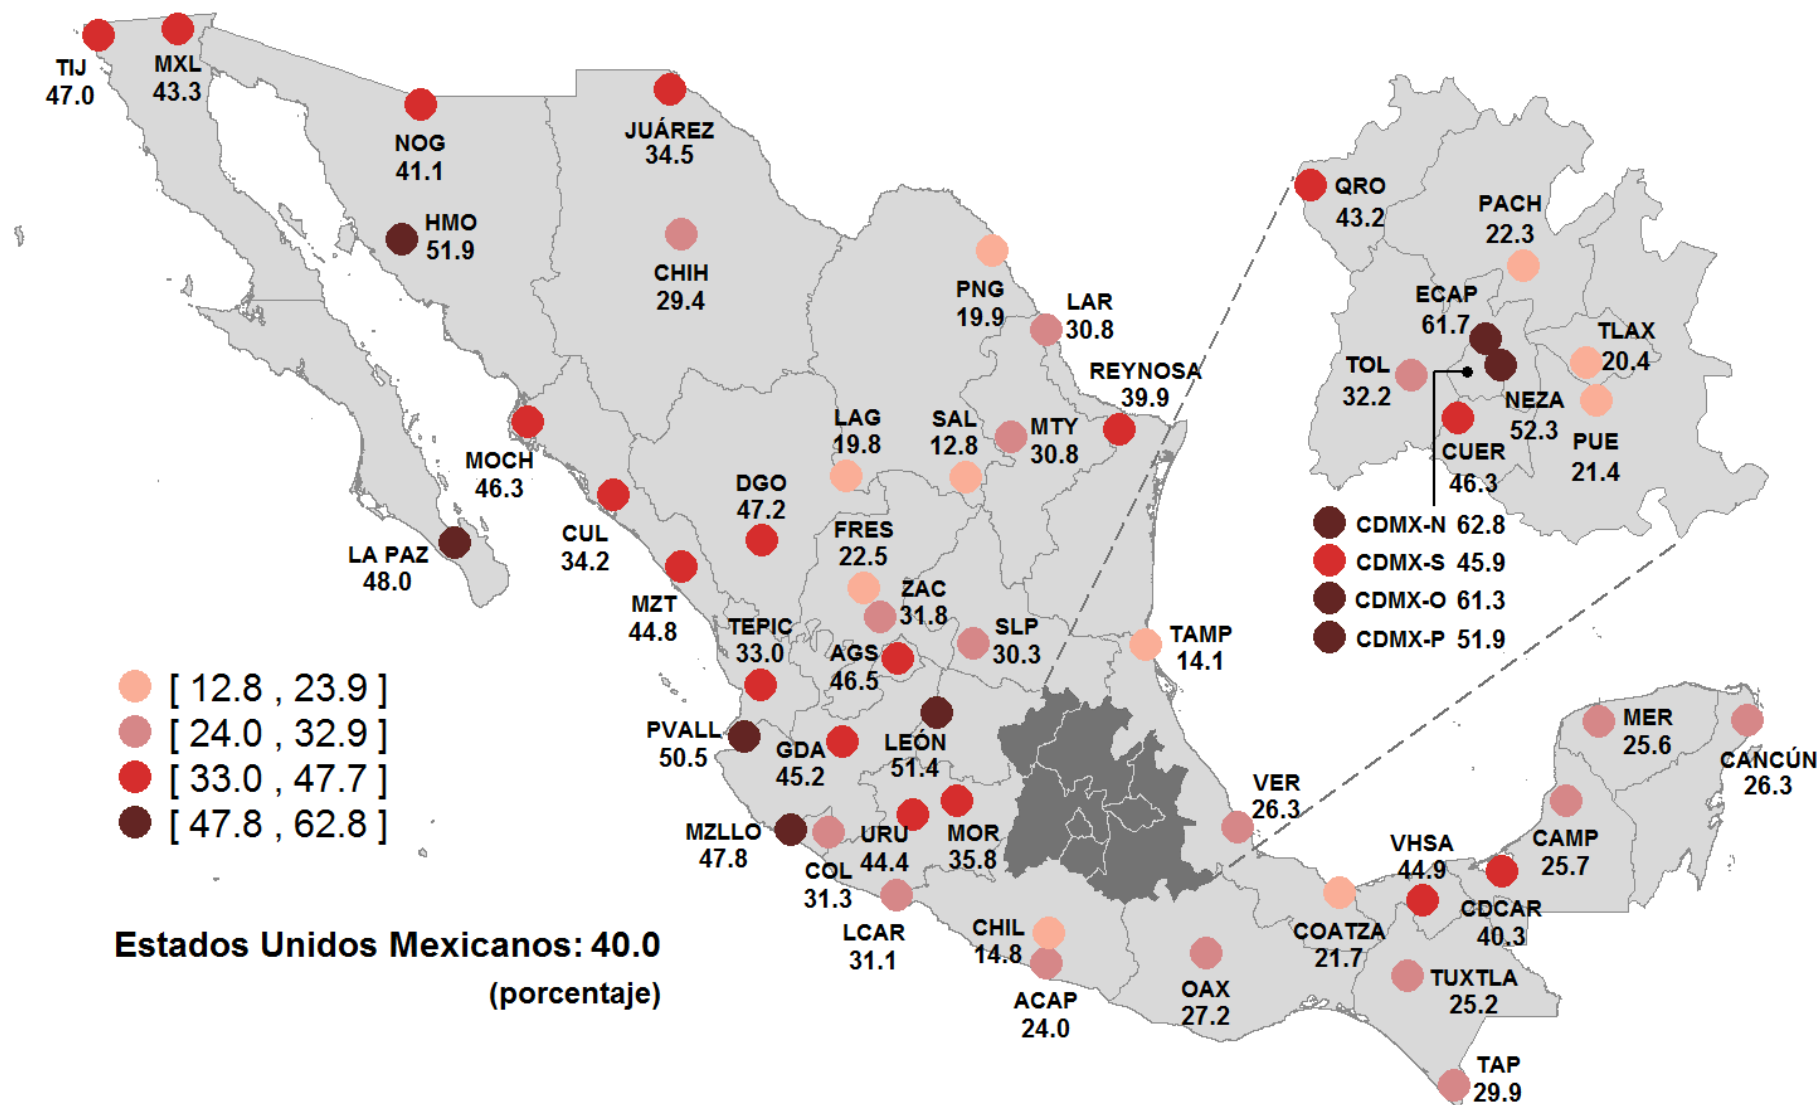 TIJ
47.0
MXL
43.3
NOG
41.1
HMO
51.9
JUÁREZ
34.5
CHIH
29.4
PNG
19.9
LAR
30.8
REYNOSA
39.9
LAG
19.8
SAL
12.8
MTY
30.8
MOCH
46.3
CUL
34.2
DGO
47.2
LA PAZ
48.0
MZT
44.8
FRES
22.5
ZAC
31.8
TEPIC
33.0
AGS
46.5
SLP
30.3
TAMP
14.1
PVALL
50.5
GDA
45.2
LEÓN
51.4
MZLLO
47.8
COL
31.3
URU
44.4
MOR
35.8
LCAR
31.1
CHIL
14.8
ACAP
24.0
OAX
27.2
VER
26.3
COATZA
21.7
VHSA
44.9
CDCAR
40.3
CAMP
25.7
MER
25.6
CANCÚN
26.3
TUXTLA
25.2
TAP
29.9
QRO
43.2
PACH
22.3
ECAP
61.7
TLAX
20.4
TOL
32.2
NEZA
52.3
CUER
46.3
PUE
21.4
CDMX-N 62.8
CDMX-S 45.9
CDMX-O 61.3
CDMX-P 51.9
[ 12.8 , 23.9 ]
[ 24.0 , 32.9 ]
[ 33.0 , 47.7 ]
[ 47.8 , 62.8 ]
Estados Unidos Mexicanos: 40.0
(porcentaje)